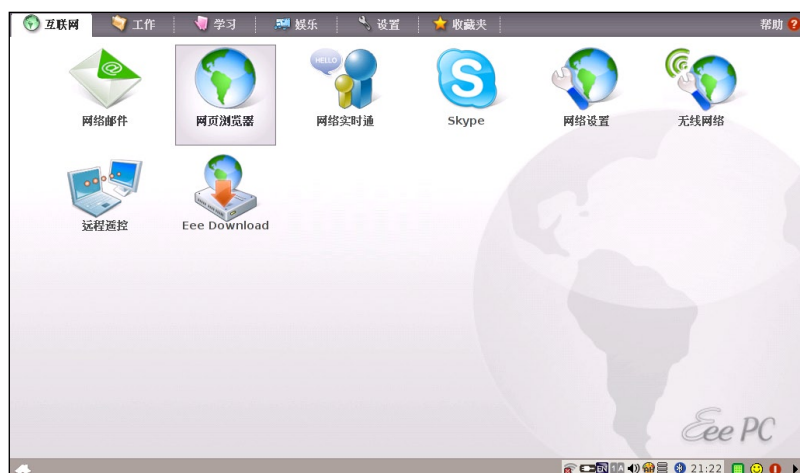 互联网 工作 学习 娱乐 设置 收藏夹 帮助
HELLO
网络邮件 网页浏览器 网络实时通 Skype 网络设置 无线网络
远程遥控 Eee Download
Eee PC
21:22